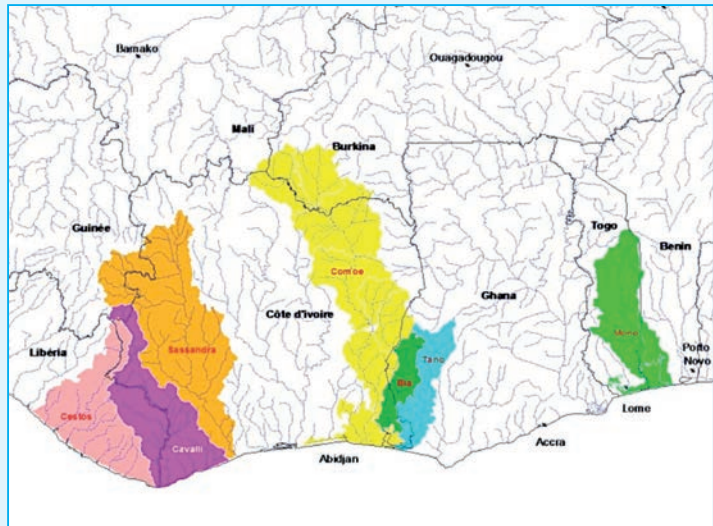 Bamako
Ouagadougou
Mali
Burkina
Guinée
Togo
Benin
Comoe
Ghana
Côte d'ivoire
Libéria
Sassandra
Mono
Porto
Novo
Tano
Bia
Cestos
Cavalli
Lome
Accra
Abidjan